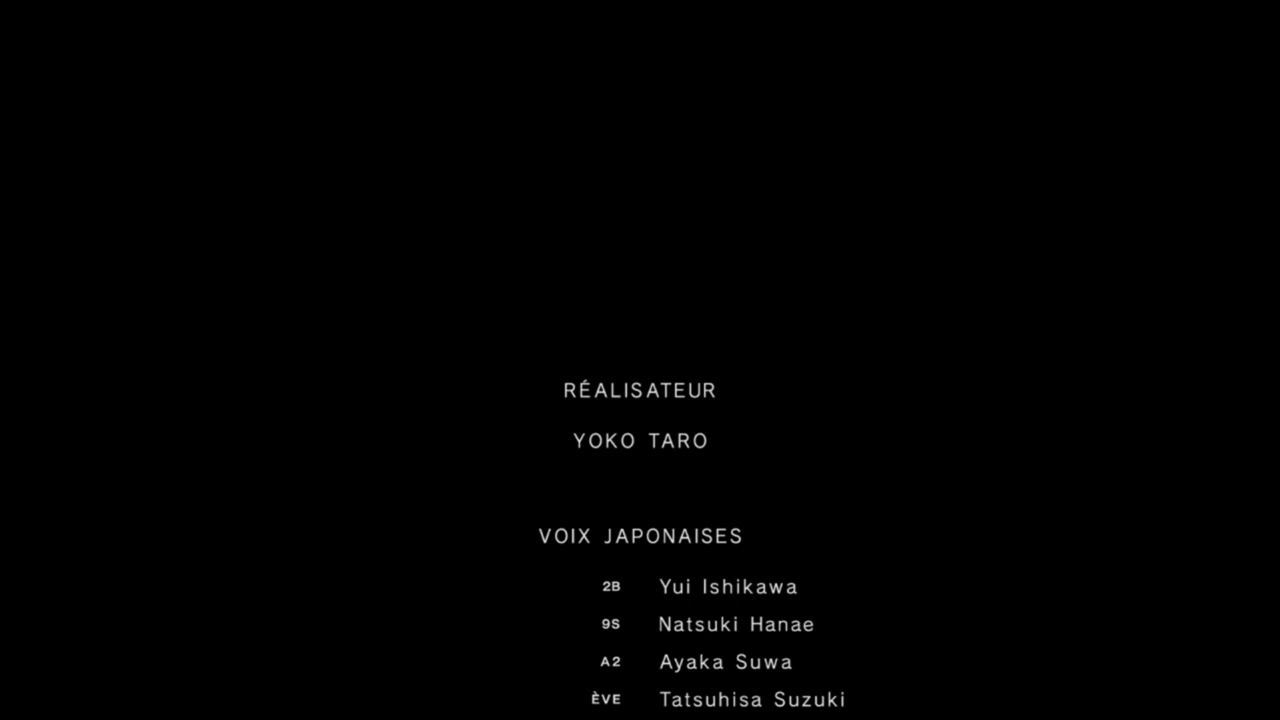 RÉALISATEUR
YOKO TARO
VOIX JAPONAISES
2B Yui Ishikawa
9S Natsuki Hanae
A2 Ayaka Suwa
ÈVE Tatsuhisa Suzuki